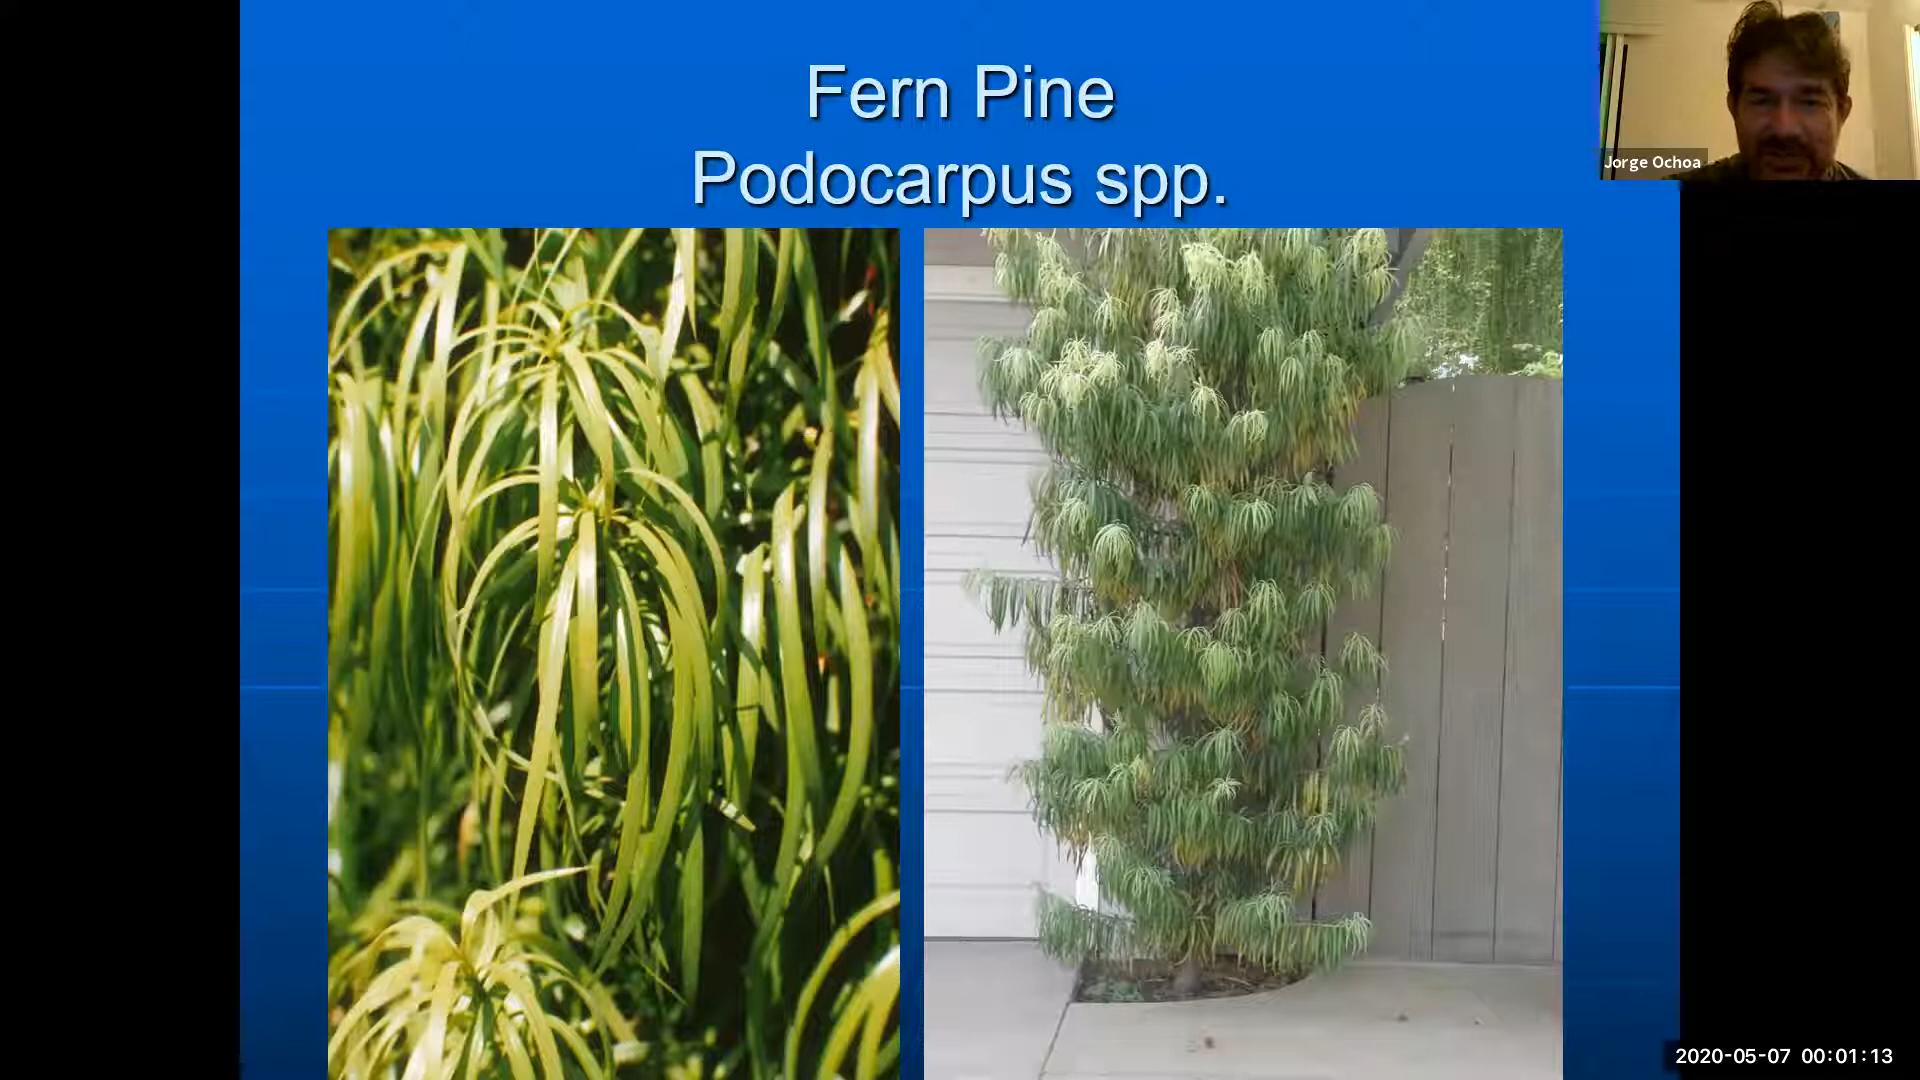 Fern Pine
Podocarpus spp.
Jorge Ochoa
2020-05-07 00:01:13